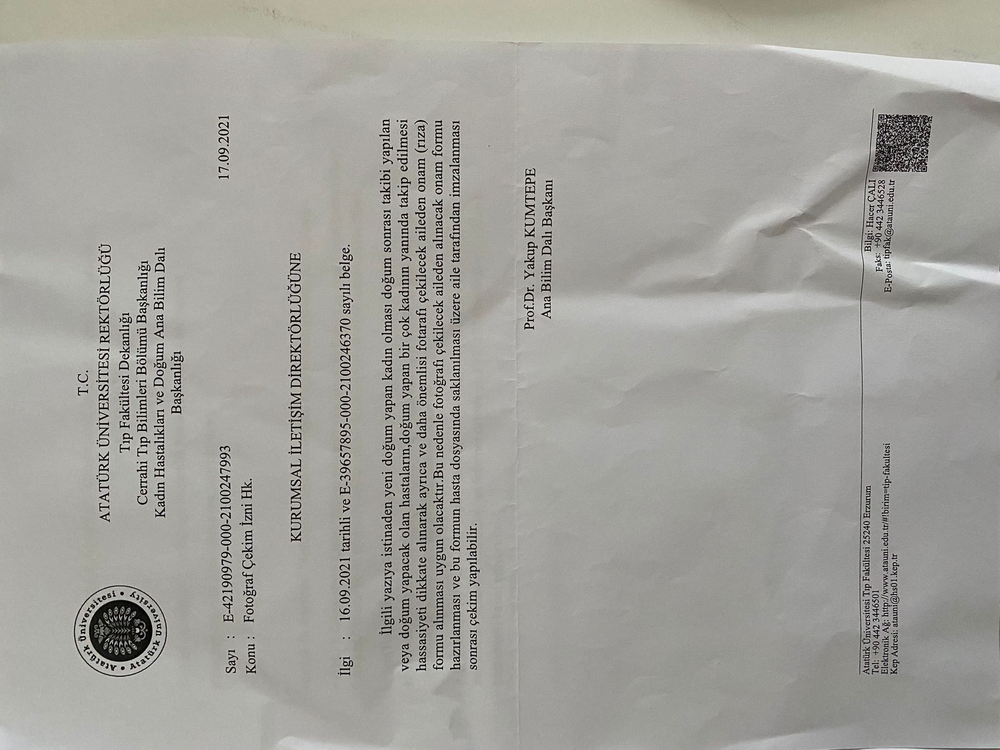 Atatürk Üniversitesi • Atatürk University •
T.C.
ATATÜRK ÜNİVERSİTESİ REKTÖRLÜĞÜ
Tıp Fakültesi Dekanlığı
Cerrahi Tıp Bilimleri Bölümü Başkanlığı
Kadın Hastalıkları ve Doğum Ana Bilim Dalı
Başkanlığı
Sayı : E-42190979-000-2100247993 17.09.2021
Konu : Fotoğraf Çekim İzni Hk.
KURUMSAL İLETİŞİM DİREKTÖRLÜĞÜNE
İlgi : 16.09.2021 tarihli ve E-39657895-000-2100246370 sayılı belge.
İlgili yazıya istinaden yeni doğum yapan kadın olması doğum sonrası takibi yapılan
veya doğum yapacak olan hastaların,doğum yapan bir çok kadının yanında takip edilmesi
hassasiyeti dikkate alınarak ayrıca ve daha önemlisi fotarafı çekilecek aileden onam (rıza)
formu alınması uygun olacaktır.Bu nedenle fotoğrafı çekilecek aileden alınacak onam formu
hazırlanması ve bu formun hasta dosyasında saklanılması üzere aile tarafından imzalanması
sonrası çekim yapılabilir.
Prof.Dr. Yakup KUMTEPE
Ana Bilim Dalı Başkanı
Atatürk Üniversitesi Tıp Fakültesi 25240 Erzurum
Tel: +90 442 3446501
Elektronik Ağ: http://www.atauni.edu.tr/#!birim=tip-fakultesi
Kep Adresi: atauni@hs01.kep.tr
Bilgi: Hacer ÇALI
Faks: +90 442 3446528
E-Posta: tipfak@atauni.edu.tr